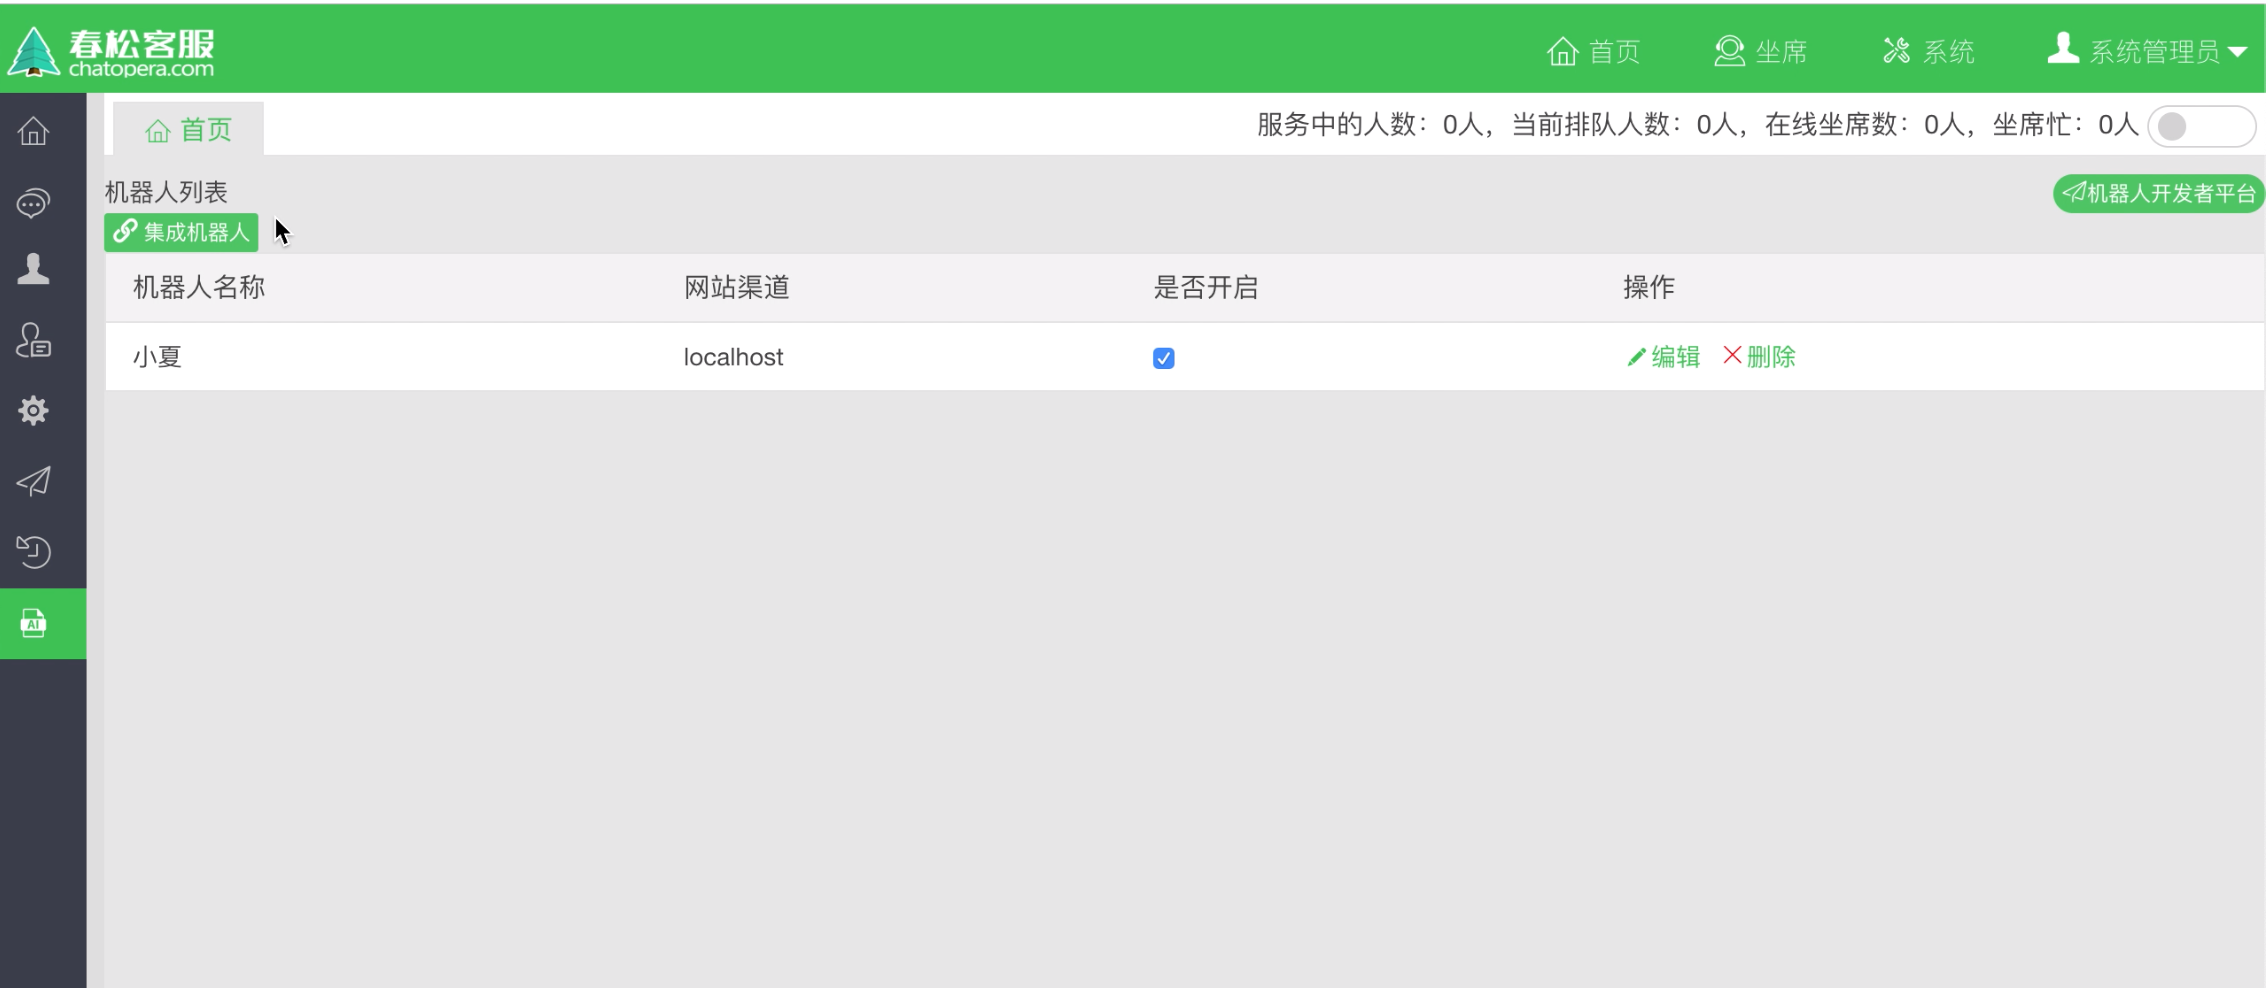 春松客服
chatopera.com
首页
坐席
系统
系统管理员
首页
服务中的人数：0人，当前排队人数：0人，在线坐席数：0人，坐席忙：0人
机器人列表
机器人开发者平台
集成机器人
机器人名称 网站渠道 是否开启 操作
小夏 localhost 编辑 删除
AI